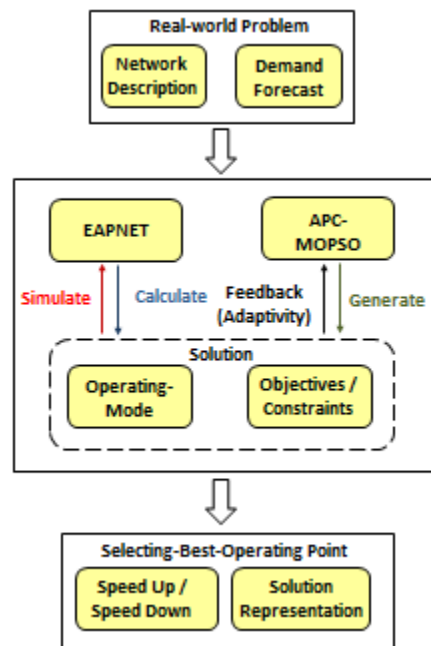 Real-world Problem
Network Demand
Description Forecast
EAPNET APC-
MOPSO
Simulate Calculate Feedback Generate
(Adaptivity)
Solution
Operating- Objectives /
Mode Constraints
Selecting-Best-Operating Point
Speed Up / Solution
Speed Down Representation